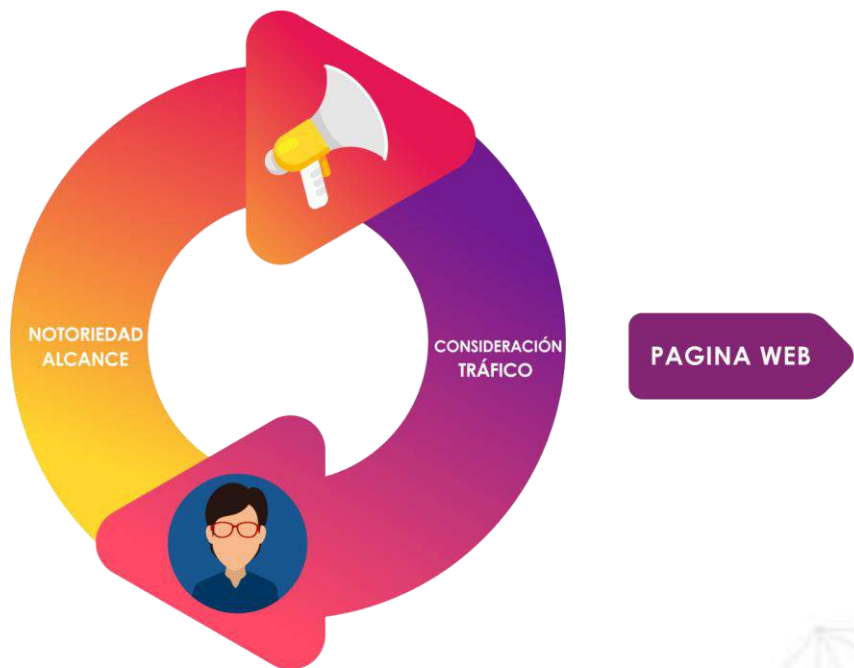 NOTORIEDAD
ALCANCE
CONSIDERACIÓN
TRÁFICO
PAGINA WEB